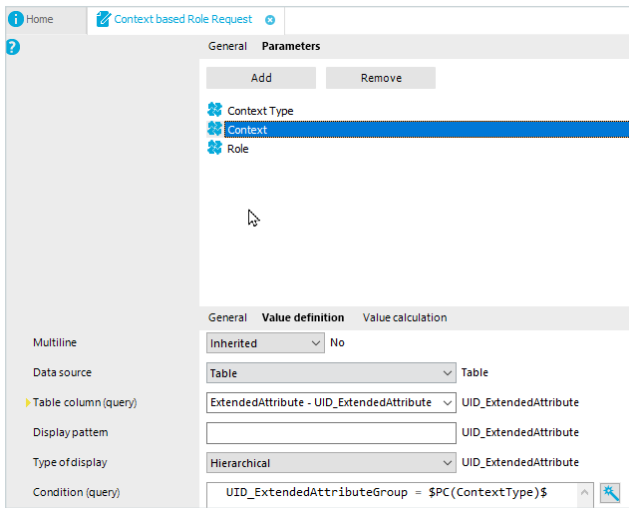 Home
Context based Role Request
General Parameters
Add Remove
Context Type
Context
Role
General Value definition Value calculation
Multiline Inherited No
Data source Table Table
Table column (query) ExtendedAttribute - UID_ExtendedAttribute UID_ExtendedAttribute
Display pattern UID_ExtendedAttribute
Type of display Hierarchical UID_ExtendedAttribute
Condition (query) UID_ExtendedAttributeGroup = $PC(ContextType)$